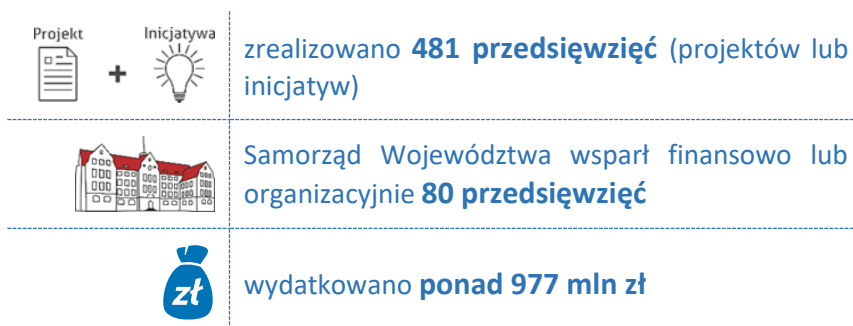 Projekt + Inicjatywa
zrealizowano 481 przedsięwzięć (projektów lub
inicjatyw)
Samorząd Województwa wsparł finansowo lub
organizacyjnie 80 przedsięwzięć
zł
wydatkowano ponad 977 mln zł